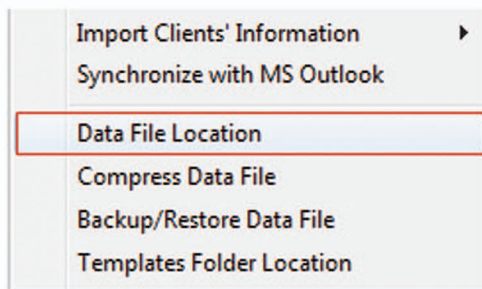 Import Clients' Information
Synchronize with MS Outlook
Data File Location
Compress Data File
Backup/Restore Data File
Templates Folder Location